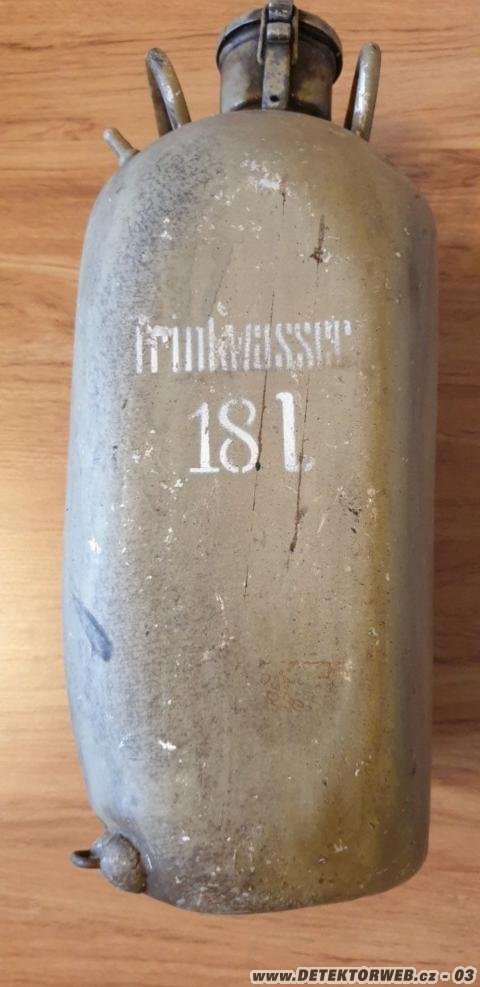 Trinkwasser
18 l
www.DETEKTORWEB.cz - 03